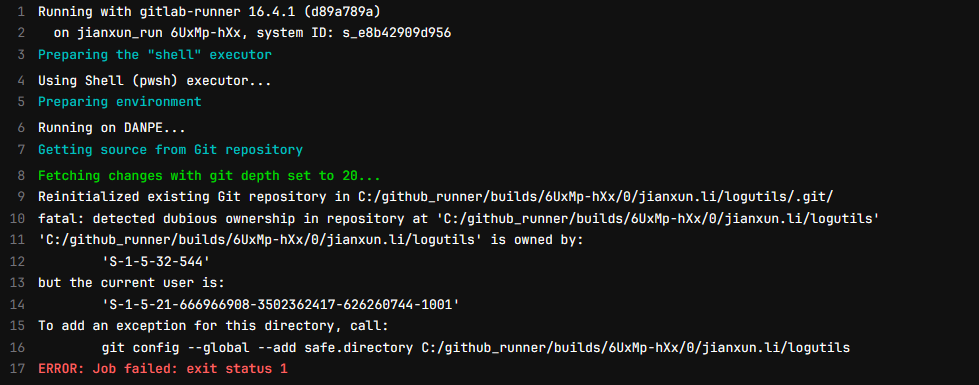 1 Running with gitlab-runner 16.4.1 (d89a789a)
2 on jianxun_run 6UxMp-hXx, system ID: s_e8b42909d956
3 Preparing the "shell" executor
4 Using Shell (pwsh) executor...
5 Preparing environment
6 Running on DANPE...
7 Getting source from Git repository
8 Fetching changes with git depth set to 20...
9 Reinitialized existing Git repository in C:/github_runner/builds/6UxMp-hXx/0/jianxun.li/logutils/.git/
10 fatal: detected dubious ownership in repository at 'C:/github_runner/builds/6UxMp-hXx/0/jianxun.li/logutils'
11 'C:/github_runner/builds/6UxMp-hXx/0/jianxun.li/logutils' is owned by:
12 'S-1-5-32-544'
13 but the current user is:
14 'S-1-5-21-666966908-3502362417-626260744-1001'
15 To add an exception for this directory, call:
16 git config --global --add safe.directory C:/github_runner/builds/6UxMp-hXx/0/jianxun.li/logutils
17 ERROR: Job failed: exit status 1